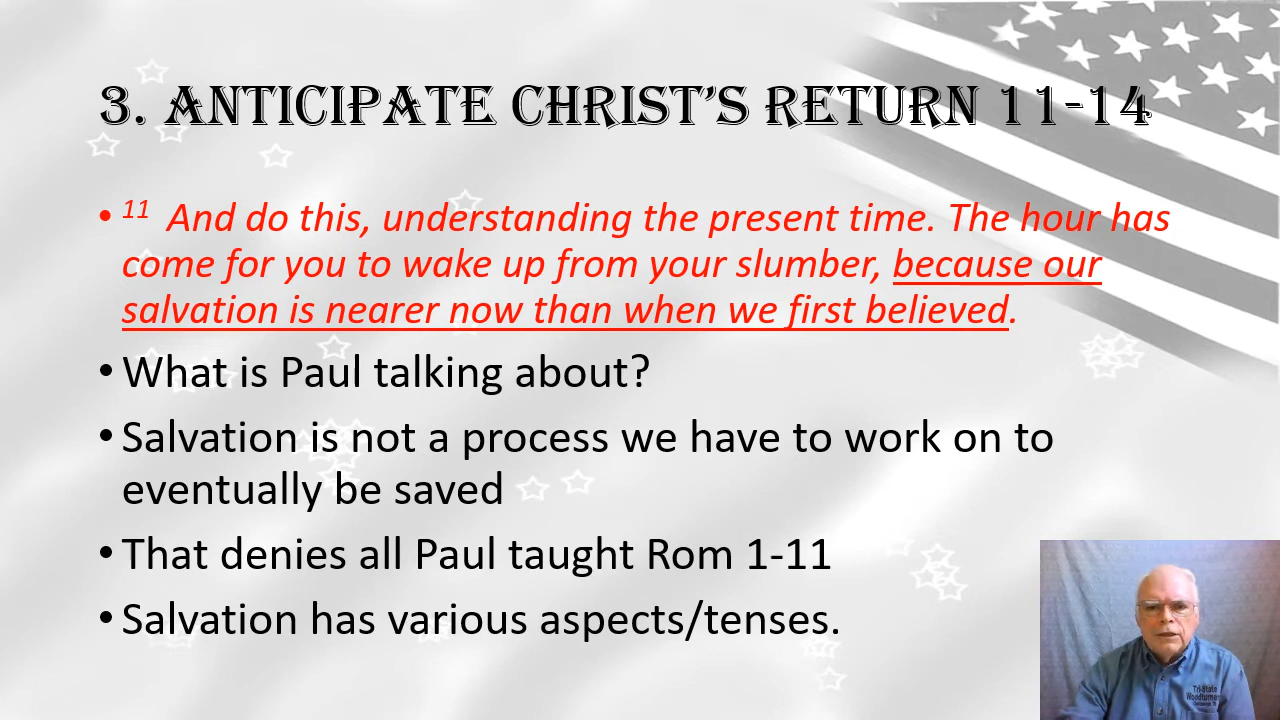 3. ANTICIPATE CHRIST'S RETURN 11-14
• 11 And do this, understanding the present time. The hour has
come for you to wake up from your slumber, because our
salvation is nearer now than when we first believed.
• What is Paul talking about?
• Salvation is not a process we have to work on to
eventually be saved
• That denies all Paul taught Rom 1-11
• Salvation has various aspects/tenses.
Tri-State